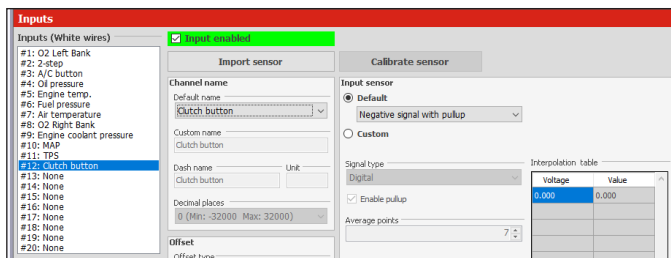 Inputs
Inputs (White wires)
#1: O2 Left Bank
#2: 2-step
#3: A/C button
#4: Oil pressure
#5: Engine temp.
#6: Fuel pressure
#7: Air temperature
#8: O2 Right Bank
#9: Engine coolant pressure
#10: MAP
#11: TPS
#12: Clutch button
#13: None
#14: None
#15: None
#16: None
#17: None
#18: None
#19: None
#20: None
Input enabled
Import sensor
Calibrate sensor
Channel name
Default name
Clutch button
Custom name
Clutch button
Dash name Unit
Clutch button
Decimal places
0 (Min: -32000 Max: 32000)
Offset
Offset type
Input sensor
Default
Negative signal with pullup
Custom
Signal type
Digital
Enable pullup
Average points
7
Interpolation table
Voltage Value
0.000 0.000